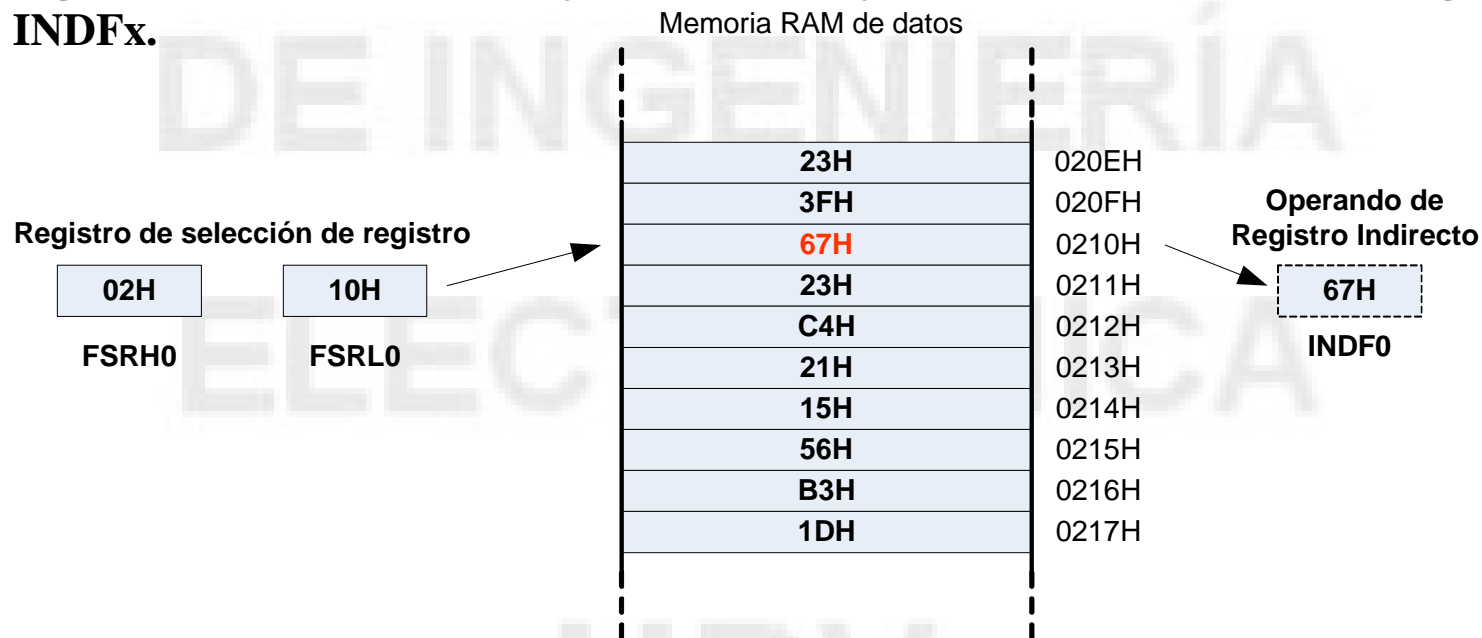 INDFx.
Memoria RAM de datos
DE INGENIERÍA
23H 020EH
3FH 020FH
67H 0210H
23H 0211H
C4H 0212H
21H 0213H
15H 0214H
56H 0215H
B3H 0216H
1DH 0217H
Registro de selección de registro
02H 10H
FSRH0 FSRL0
Operando de
Registro Indirecto
67H
INDF0